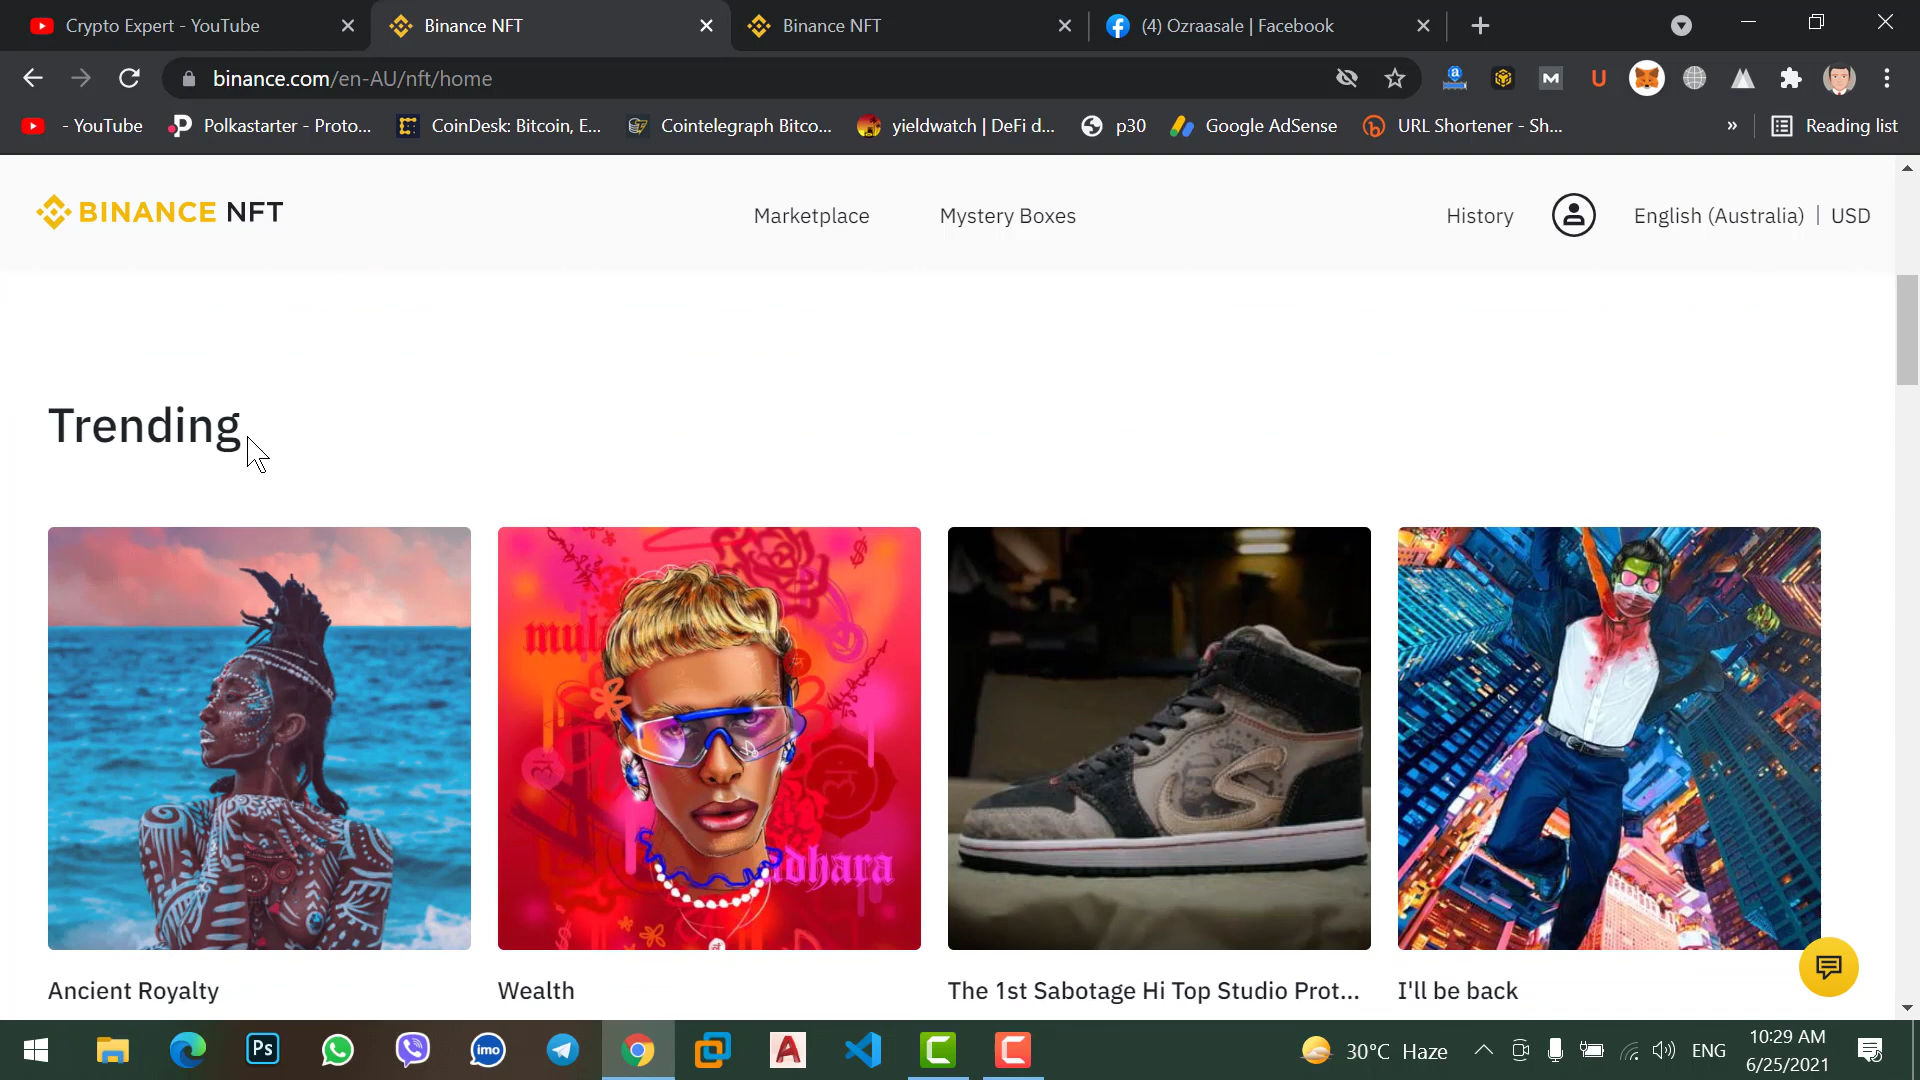 Crypto Expert - YouTube
Binance NFT
Binance NFT
(4) Ozraasale | Facebook
binance.com/en-AU/nft/home
- YouTube
Polkastarter - Proto...
CoinDesk: Bitcoin, E...
Cointelegraph Bitco...
yieldwatch | DeFi d...
p30
Google AdSense
URL Shortener - Sh...
»
Reading list
BINANCE NFT
Marketplace
Mystery Boxes
History
English (Australia) | USD
Trending
dhara
Ancient Royalty
Wealth
The 1st Sabotage Hi Top Studio Prot...
I'll be back
Ps
imo
30°C Haze
ENG
10:29 AM
6/25/2021